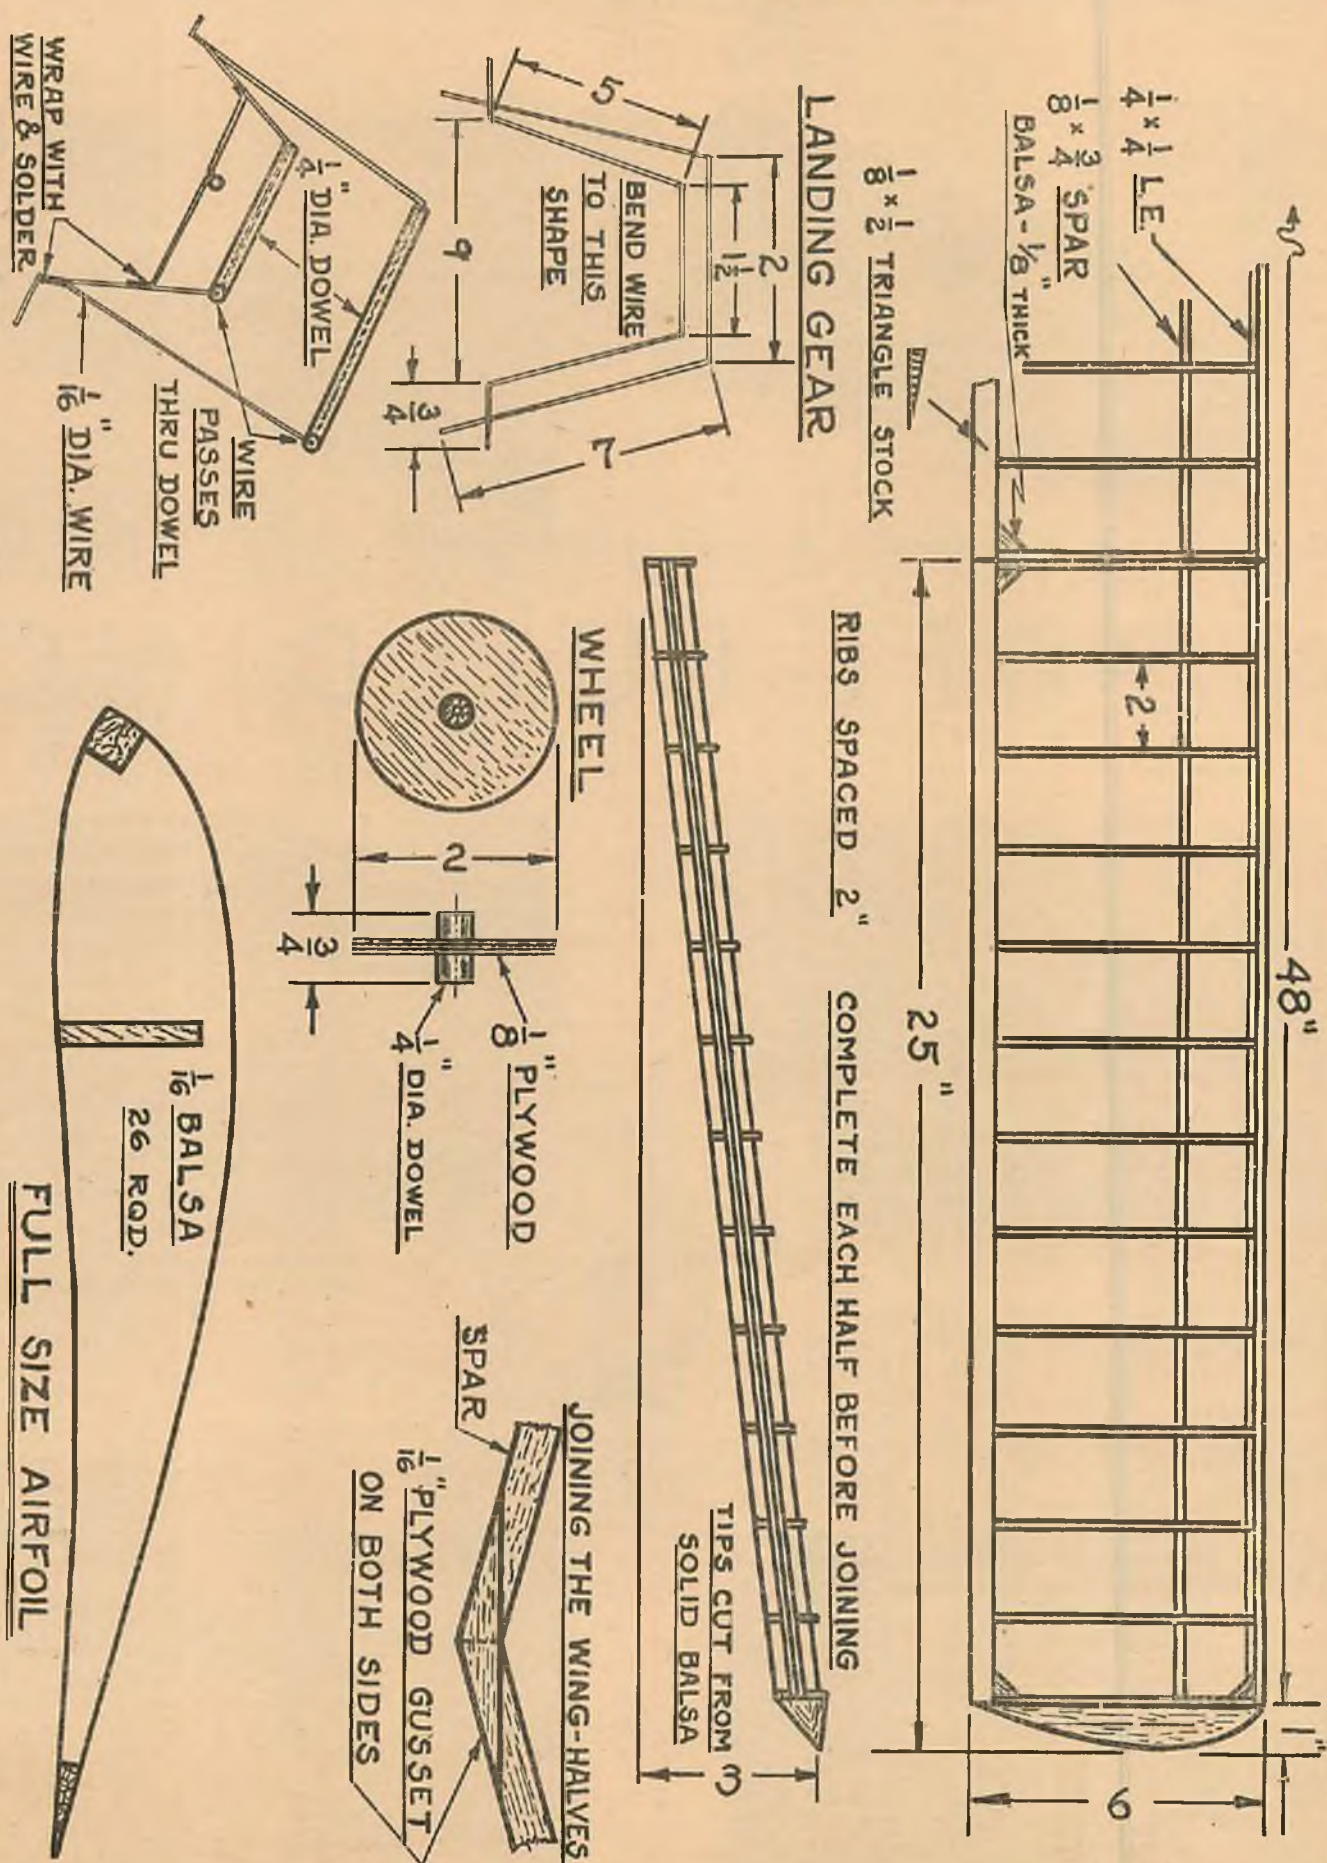 48"
1"
1/4 x 1/4 L.E.
1/8 x 3/4 SPAR
BALSA - 1/8" THICK
2
6
1/8 x 1/2 TRIANGLE STOCK
25"
RIBS SPACED 2" COMPLETE EACH HALF BEFORE JOINING
TIPS CUT FROM
SOLID BALSA
3
LANDING GEAR
2
1 1/2
5
7
BEND WIRE
TO THIS
SHAPE
9
3/4
1/4" DIA. DOWEL
WIRE
PASSES
THRU DOWEL
WRAP WITH
WIRE & SOLDER
1/16" DIA. WIRE
WHEEL
2
3/4
1/8" PLYWOOD
1/4" DIA. DOWEL
JOINING THE WING-HALVES
SPAR
1/16" PLYWOOD GUSSET
ON BOTH SIDES
1/16 BALSA
26 RQD.
FULL SIZE AIRFOIL